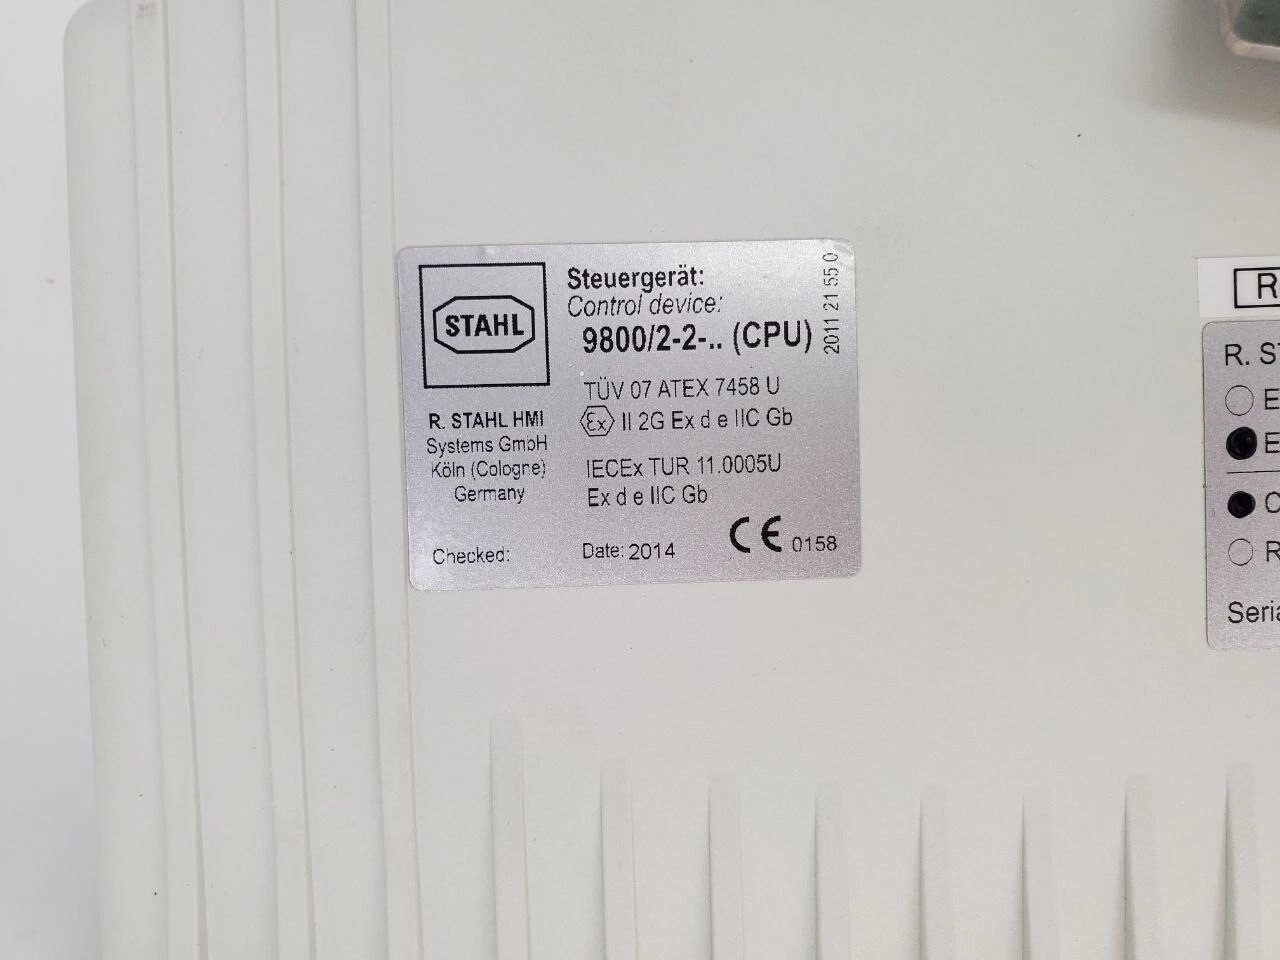 STAHL
R. STAHL HMI
Systems GmbH
Köln (Cologne)
Germany
Checked:
Steuergerät:
Control device:
9800/2-2-.. (CPU)
TÜV 07 ATEX 7458 U
Ex II 2G Ex d e IIC Gb
IECEx TUR 11.0005U
Ex d e IIC Gb
Date: 2014
CE 0158
2011 21 55 0
R
R. S
E
E
C
R
Seria